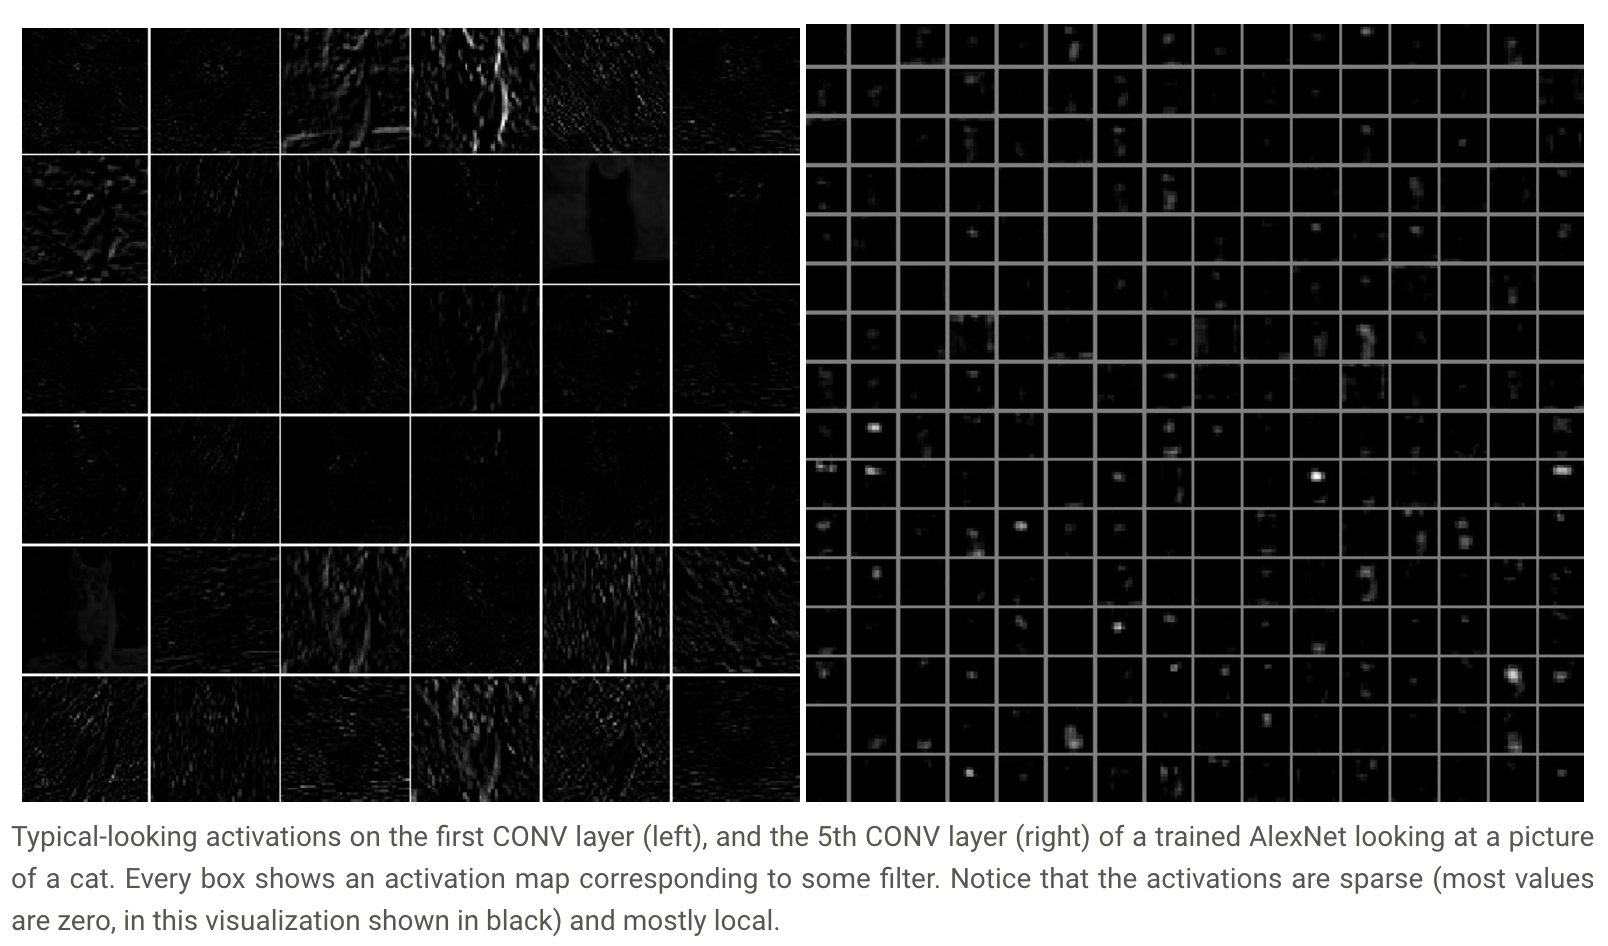 Typical-looking activations on the first CONV layer (left), and the 5th CONV layer (right) of a trained AlexNet looking at a picture
of a cat. Every box shows an activation map corresponding to some filter. Notice that the activations are sparse (most values
are zero, in this visualization shown in black) and mostly local.